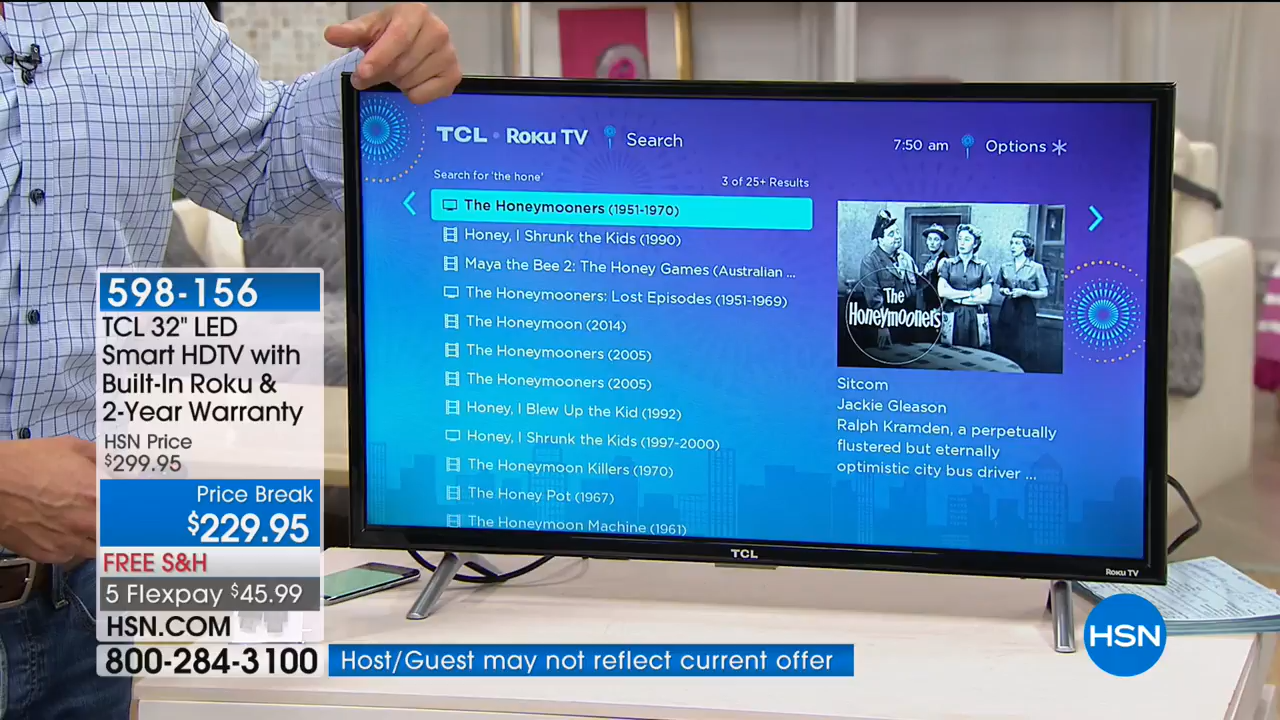 TCL • Roku TV
Search
7:50 am
Options
Search for 'the hone'
3 of 25+ Results
The Honeymooners (1951-1970)
Honey, I Shrunk the Kids (1990)
Maya the Bee 2: The Honey Games (Australian ...
The Honeymooners: Lost Episodes (1951-1969)
The Honeymoon (2014)
The Honeymooners (2005)
The Honeymooners (2005)
Honey, I Blew Up the Kid (1992)
Honey, I Shrunk the Kids (1997-2000)
The Honeymoon Killers (1970)
The Honey Pot (1967)
The Honeymoon Machine (1961)
The
Honeymooners
Sitcom
Jackie Gleason
Ralph Kramden, a perpetually
flustered but eternally
optimistic city bus driver ...
TCL
Roku TV
598-156
TCL 32" LED
Smart HDTV with
Built-In Roku &
2-Year Warranty
HSN Price
$299.95
Price Break
$229.95
FREE S&H
5 Flexpay $45.99
HSN.COM
800-284-3100
Host/Guest may not reflect current offer
HSN